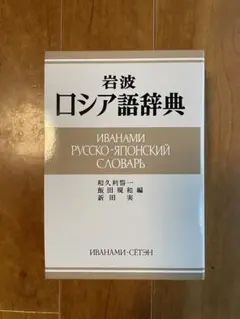 岩波
ロシア語辞典
ИВАНАМИ
РУССКО-ЯПОНСКИЙ
СЛОВАРЬ
和久利誓一
飯田規和 編
新田実
ИВАНАМИ-СЁТЭН